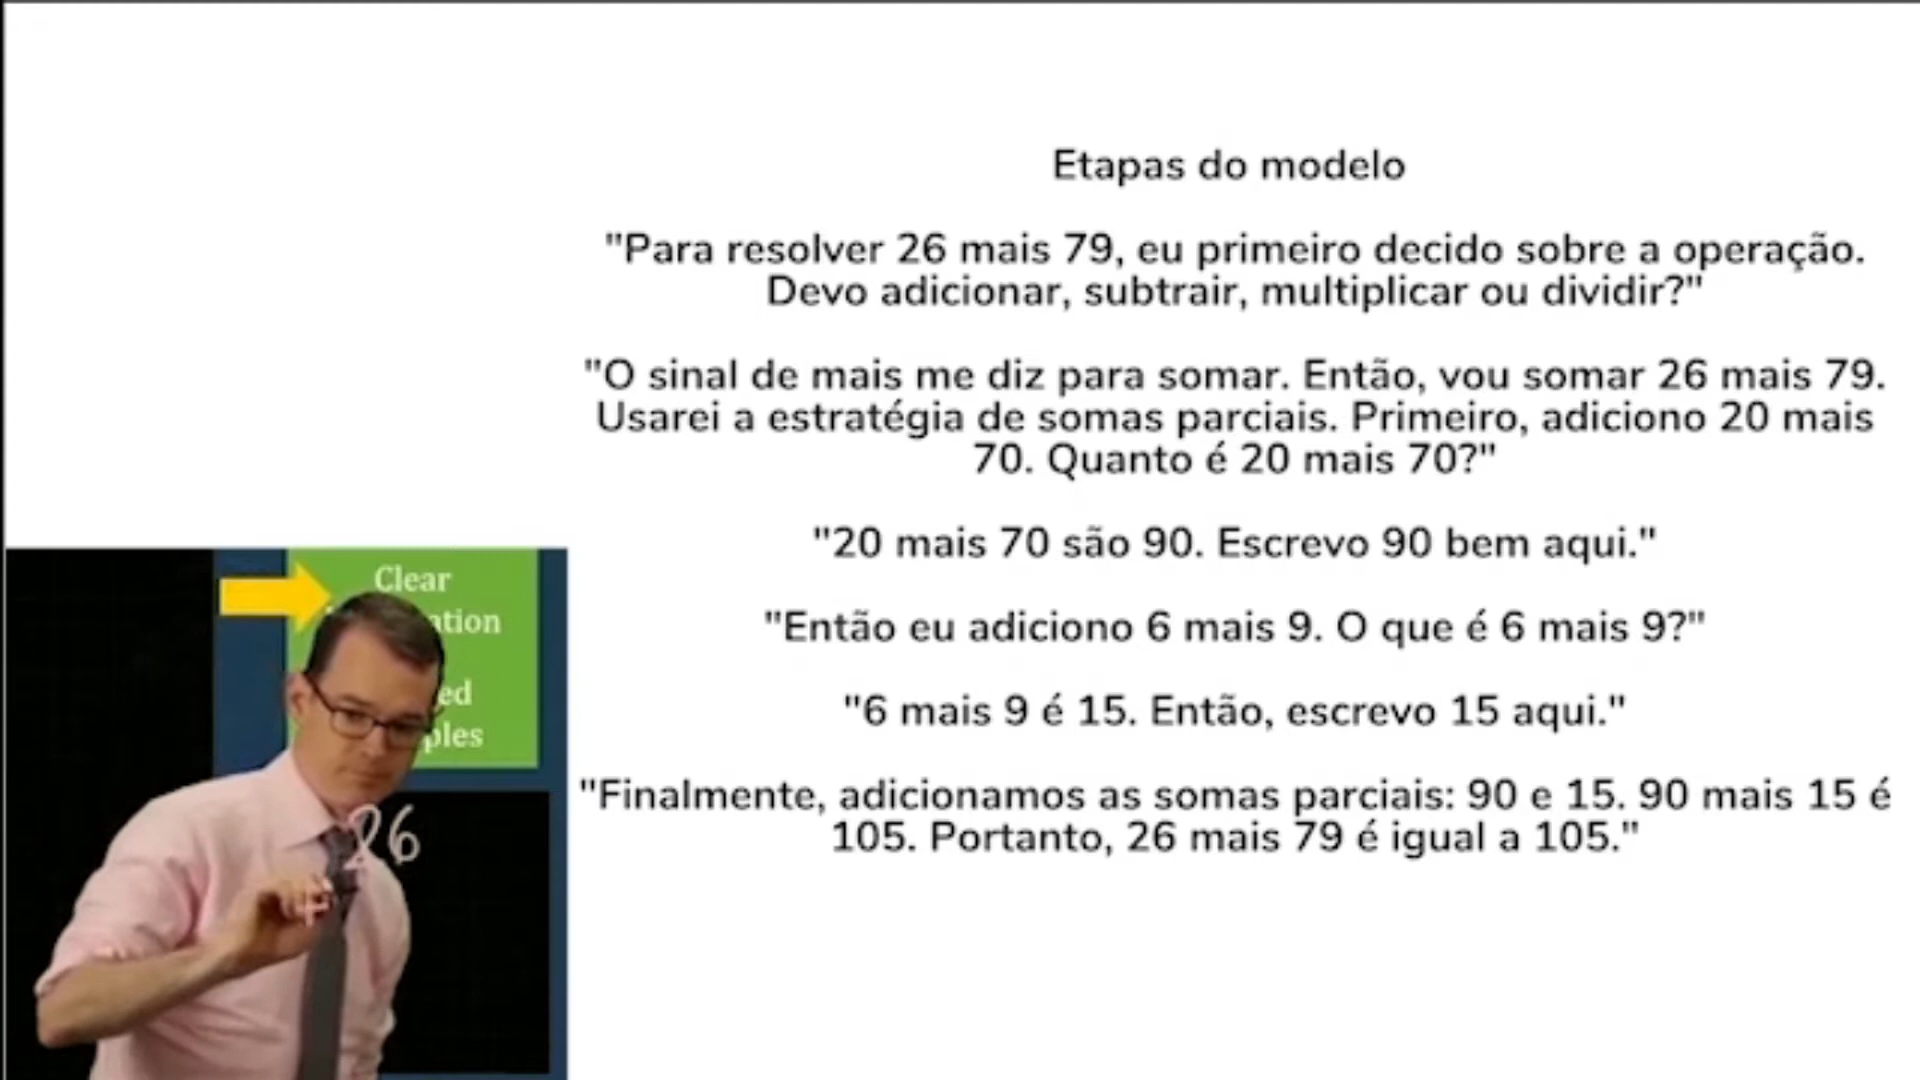 Etapas do modelo
"Para resolver 26 mais 79, eu primeiro decido sobre a operação.
Devo adicionar, subtrair, multiplicar ou dividir?"
"O sinal de mais me diz para somar. Então, vou somar 26 mais 79.
Usarei a estratégia de somas parciais. Primeiro, adiciono 20 mais
70. Quanto é 20 mais 70?"
"20 mais 70 são 90. Escrevo 90 bem aqui."
"Então eu adiciono 6 mais 9. O que é 6 mais 9?"
"6 mais 9 é 15. Então, escrevo 15 aqui."
"Finalmente, adicionamos as somas parciais: 90 e 15. 90 mais 15 é
105. Portanto, 26 mais 79 é igual a 105."
Clear
26
+